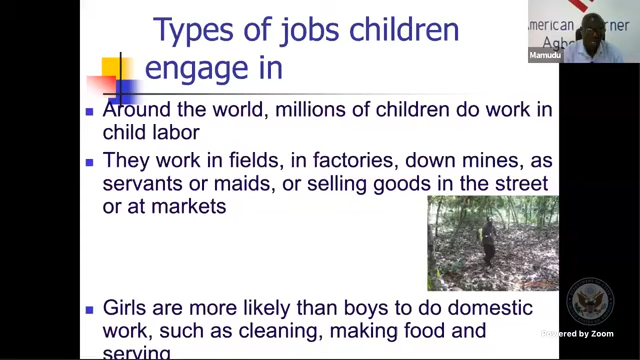 Types of jobs children
engage in
Around the world, millions of children do work in
child labor
They work in fields, in factories, down mines, as
servants or maids, or selling goods in the street
or at markets
Girls are more likely than boys to do domestic
work, such as cleaning, making food and
serving
American
Mamudu
Powered by Zoom